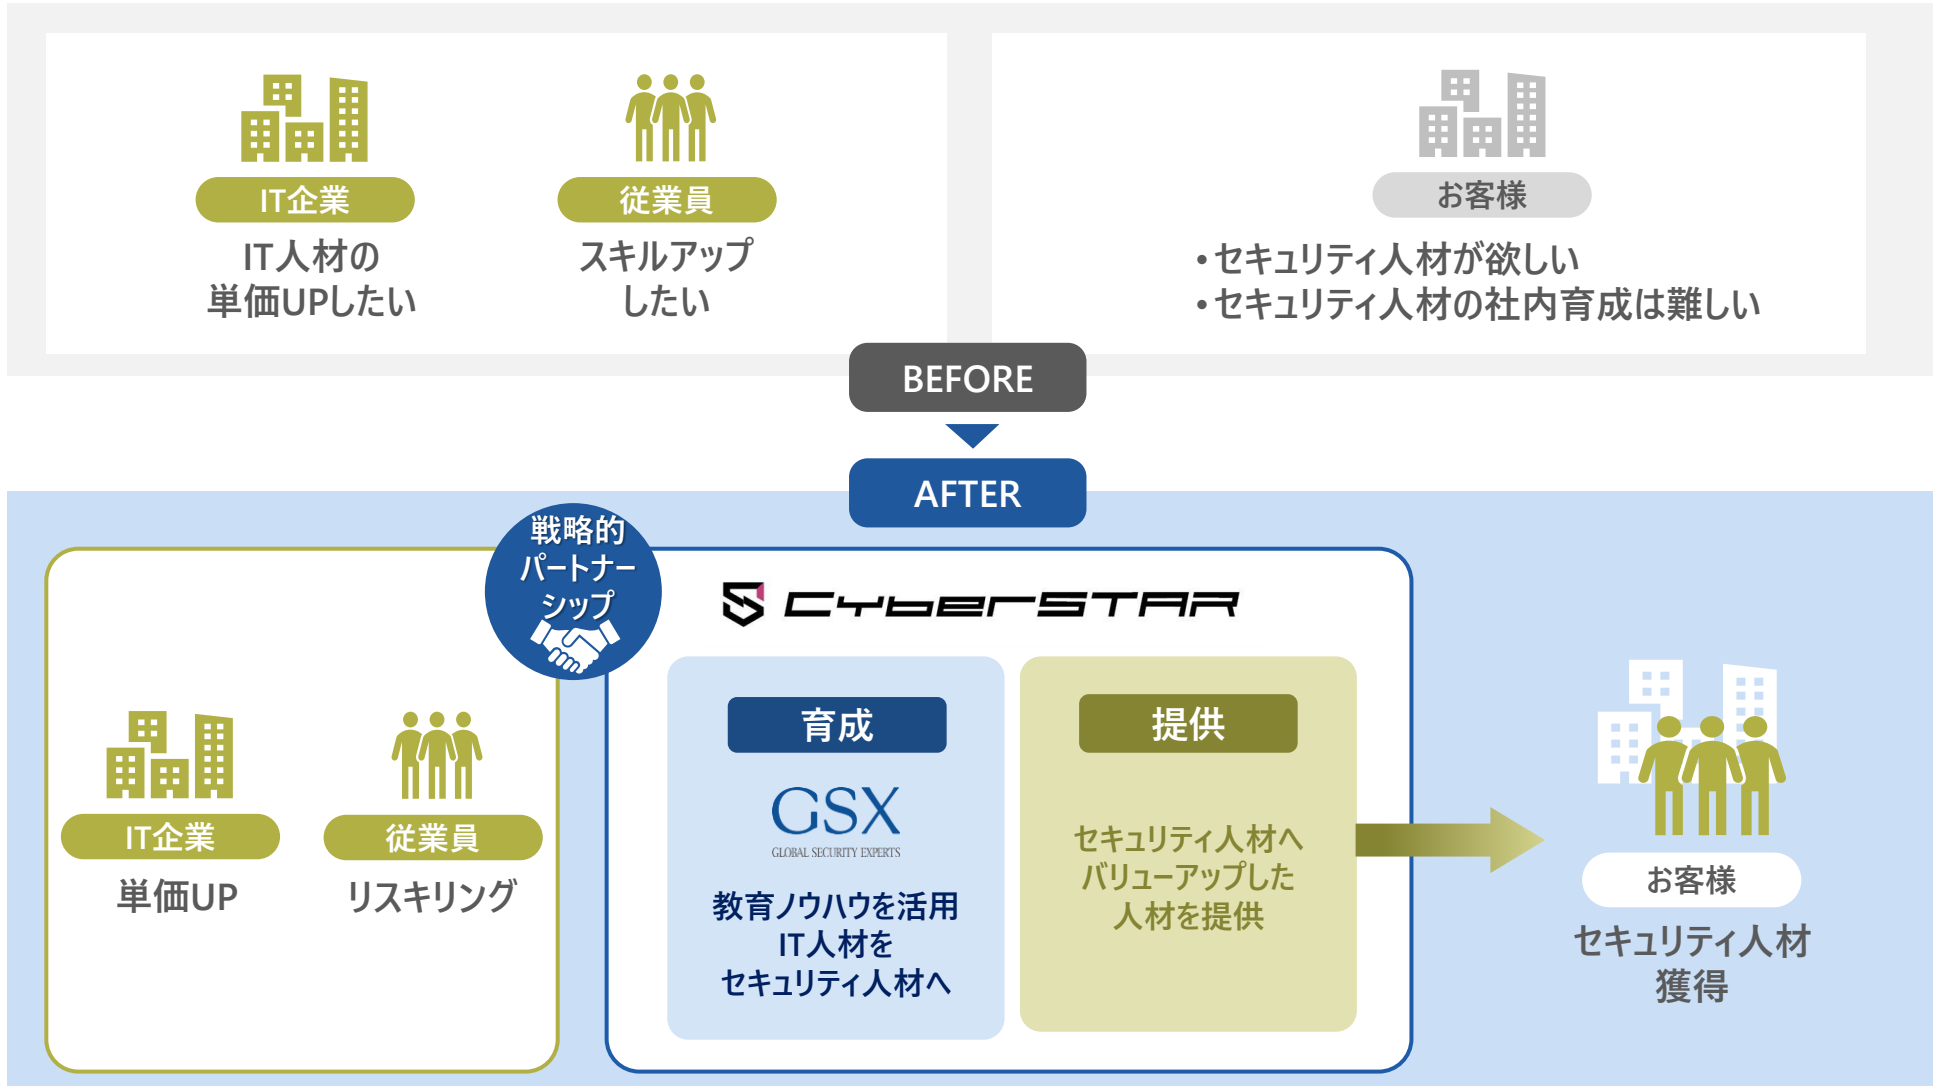 IT企業
IT人材の
単価UPしたい
従業員
スキルアップ
したい
お客様
・セキュリティ人材が欲しい
・セキュリティ人材の社内育成は難しい
BEFORE
AFTER
戦略的
パートナー
シップ
IT企業
単価UP
従業員
リスキリング
CYBERSTAR
育成
GSX
GLOBAL SECURITY EXPERTS
教育ノウハウを活用
IT人材を
セキュリティ人材へ
提供
セキュリティ人材へ
バリューアップした
人材を提供
お客様
セキュリティ人材
獲得